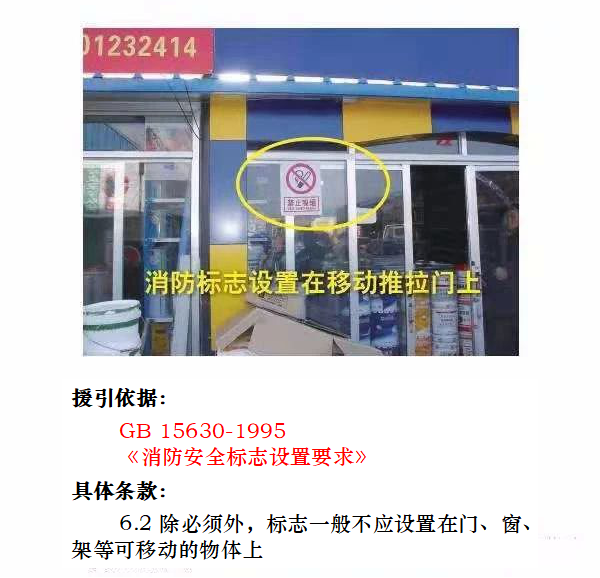 01232414
禁止吸烟
消防标志设置在移动推拉门上
援引依据：
GB 15630-1995
《消防安全标志设置要求》
具体条款：
6.2 除必须外，标志一般不应设置在门、窗、
架等可移动的物体上